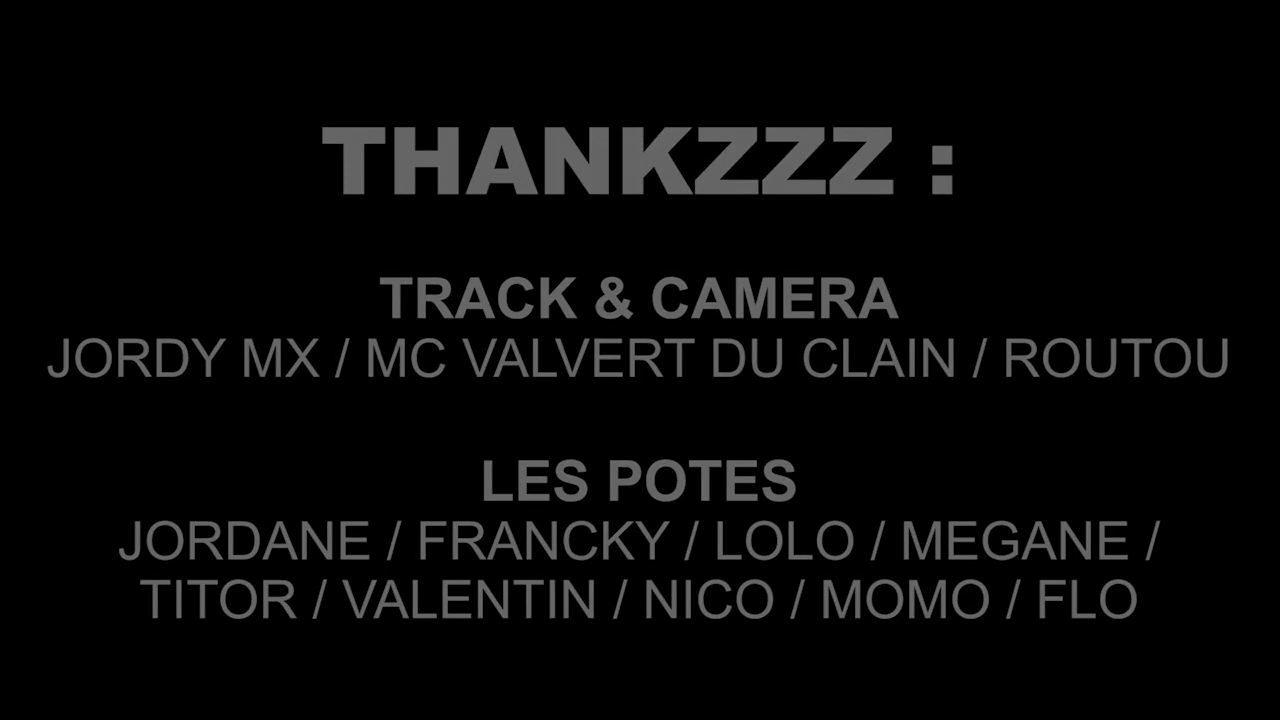 THANKZZZ :
TRACK & CAMERA
JORDY MX / MC VALVERT DU CLAIN / ROUTOU
LES POTES
JORDANE / FRANCKY / LOLO / MEGANE /
TITOR / VALENTIN / NICO / MOMO / FLO